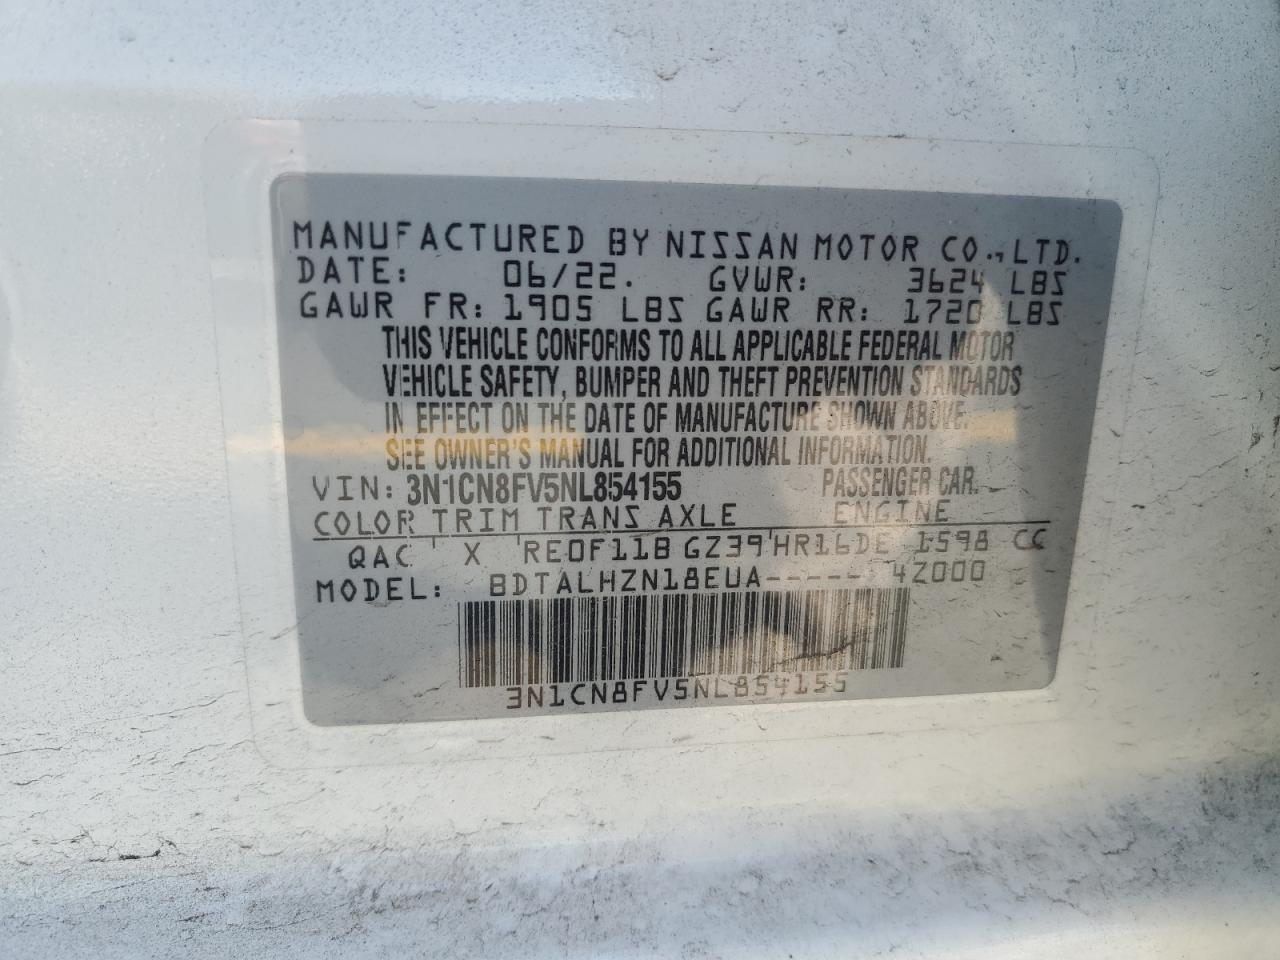 MANUFACTURED BY NISSAN MOTOR CO., LTD.
DATE: 06/22. GVWR: 3624 LBS
GAWR FR: 1905 LBS GAWR RR: 1720 LBS
THIS VEHICLE CONFORMS TO ALL APPLICABLE FEDERAL MOTOR
VEHICLE SAFETY, BUMPER AND THEFT PREVENTION STANDARDS
IN EFFECT ON THE DATE OF MANUFACTURE SHOWN ABOVE.
SEE OWNER'S MANUAL FOR ADDITIONAL INFORMATION.
VIN: 3N1CN8FV5NL854155 PASSENGER CAR.
COLOR TRIM TRANS AXLE ENGINE
QAC X RE0F11B GZ39 HR16DE 1598 CC
MODEL: BDTALHZN18EUA------ 4Z000
3N1CN8FV5NL854155